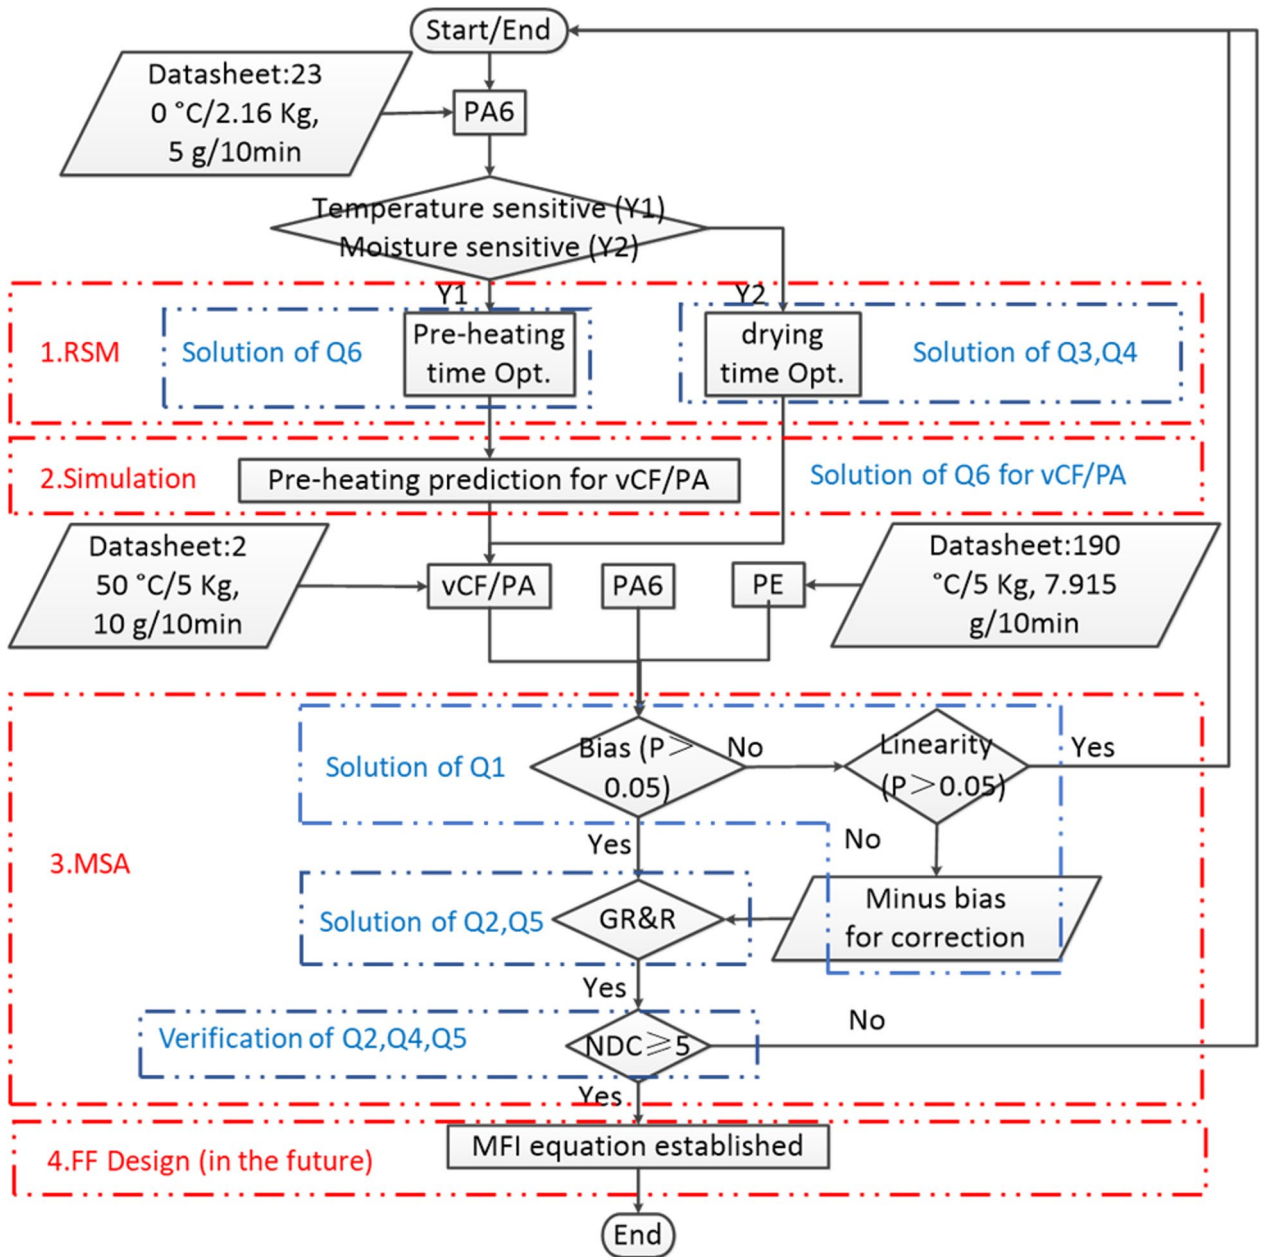 Start/End
Datasheet:23
0 °C/2.16 Kg,
5 g/10min
PA6
Temperature sensitive (Y1)
Moisture sensitive (Y2)
Y1
Y2
1.RSM
Solution of Q6
Pre-heating
time Opt.
drying
time Opt.
Solution of Q3,Q4
2.Simulation
Pre-heating prediction for vCF/PA
Solution of Q6 for vCF/PA
Datasheet:2
50 °C/5 Kg,
10 g/10min
vCF/PA
PA6
PE
Datasheet:190
°C/5 Kg, 7.915
g/10min
Solution of Q1
Bias (P>
0.05)
No
Linearity
(P>0.05)
Yes
Yes
No
3.MSA
Solution of Q2,Q5
GR&R
Minus bias
for correction
Yes
Verification of Q2,Q4,Q5
NDC≥5
No
Yes
4.FF Design (in the future)
MFI equation established
End